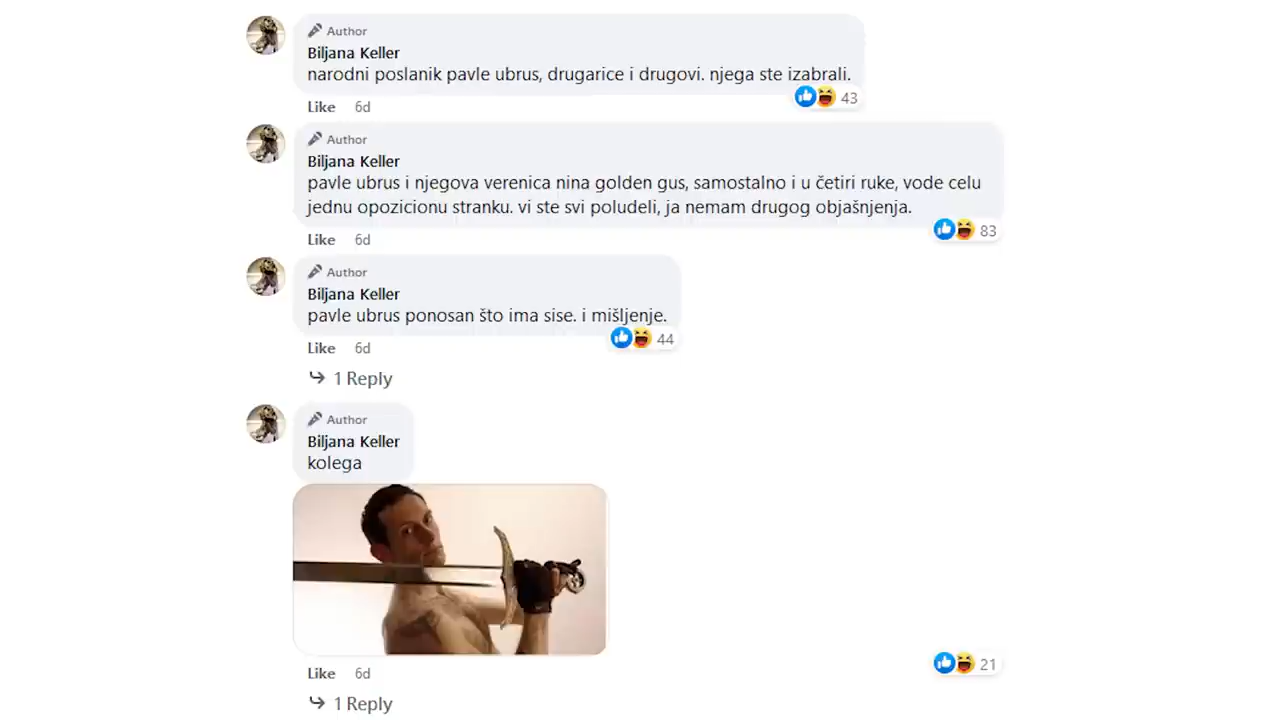 Author
Biljana Keller
narodni poslanik pavle ubrus, drugarice i drugovi. njega ste izabrali.
43
Like 6d
Author
Biljana Keller
pavle ubrus i njegova verenica nina golden gus, samostalno i u četiri ruke, vode celu
jednu opozicionu stranku. vi ste svi poludeli, ja nemam drugog objašnjenja.
83
Like 6d
Author
Biljana Keller
pavle ubrus ponosan što ima sise. i mišljenje.
44
Like 6d
1 Reply
Author
Biljana Keller
kolega
21
Like 6d
1 Reply